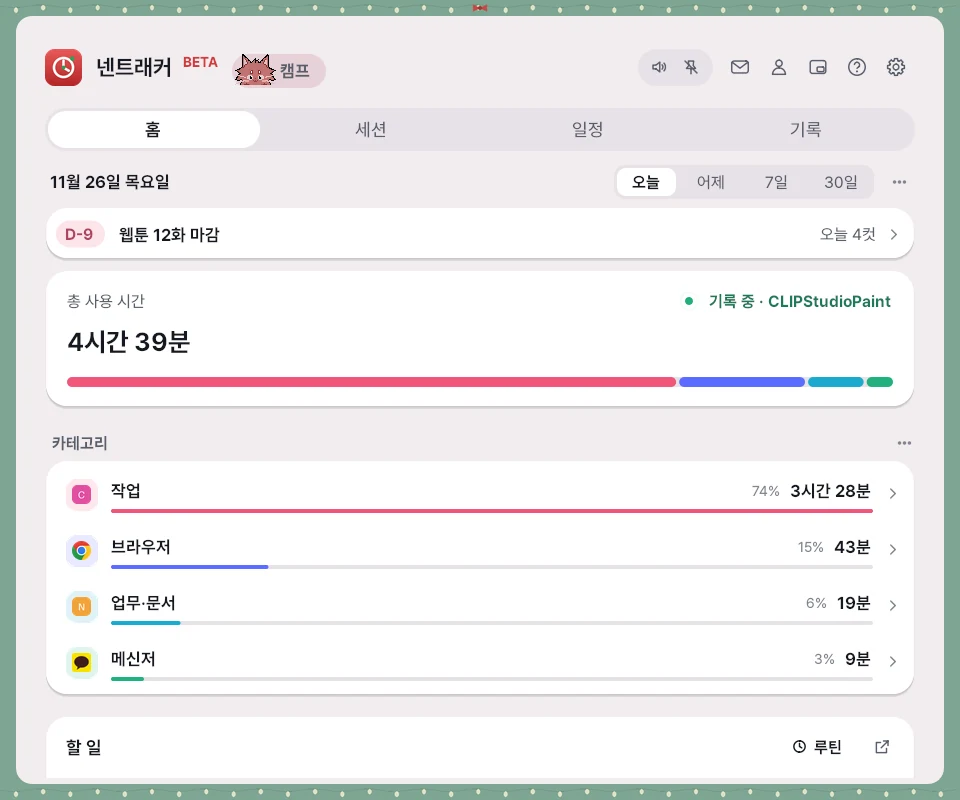 넨트래커 BETA 캠프
홈 세션 일정 기록
11월 26일 목요일 오늘 어제 7일 30일
D-9 웹툰 12화 마감 오늘 4컷
총 사용 시간 기록 중 · CLIPStudioPaint
4시간 39분
카테고리
C 작업 74% 3시간 28분
브라우저 15% 43분
N 업무·문서 6% 19분
메신저 3% 9분
할 일 루틴